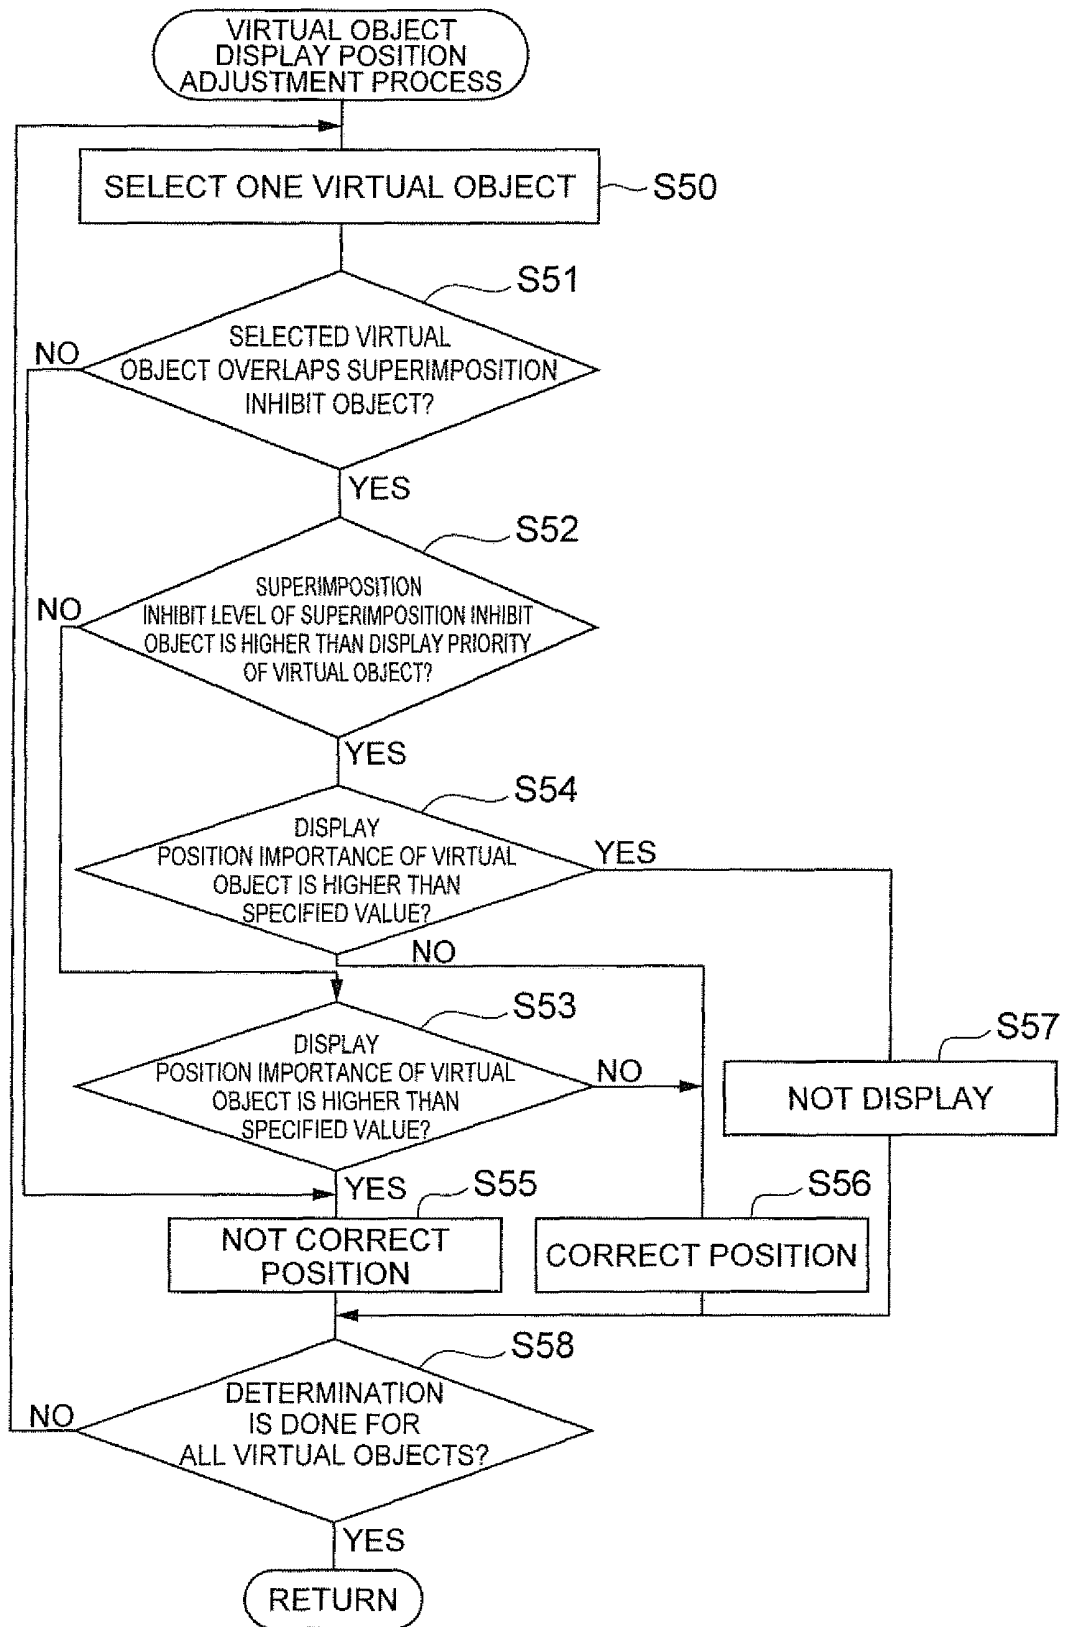 VIRTUAL OBJECT
DISPLAY POSITION
ADJUSTMENT PROCESS
SELECT ONE VIRTUAL OBJECT
S50
S51
SELECTED VIRTUAL
OBJECT OVERLAPS SUPERIMPOSITION
INHIBIT OBJECT?
NO
YES
S52
SUPERIMPOSITION
INHIBIT LEVEL OF SUPERIMPOSITION INHIBIT
OBJECT IS HIGHER THAN DISPLAY PRIORITY
OF VIRTUAL OBJECT?
NO
YES
S54
DISPLAY
POSITION IMPORTANCE OF VIRTUAL
OBJECT IS HIGHER THAN
SPECIFIED VALUE?
YES
NO
S53
DISPLAY
POSITION IMPORTANCE OF VIRTUAL
OBJECT IS HIGHER THAN
SPECIFIED VALUE?
NO
YES
S57
NOT DISPLAY
S55
NOT CORRECT
POSITION
S56
CORRECT POSITION
S58
DETERMINATION
IS DONE FOR
ALL VIRTUAL OBJECTS?
NO
YES
RETURN